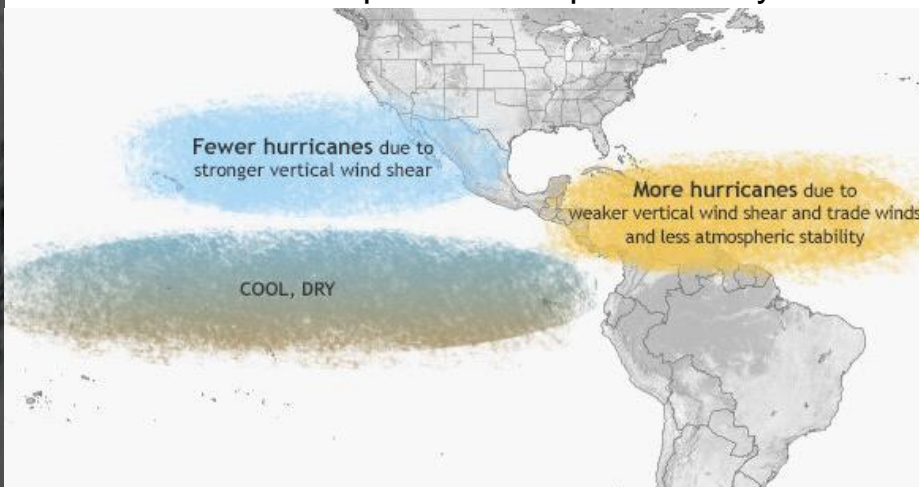 Fewer hurricanes due to
stronger vertical wind shear
More hurricanes due to
weaker vertical wind shear and trade winds
and less atmospheric stability
COOL, DRY